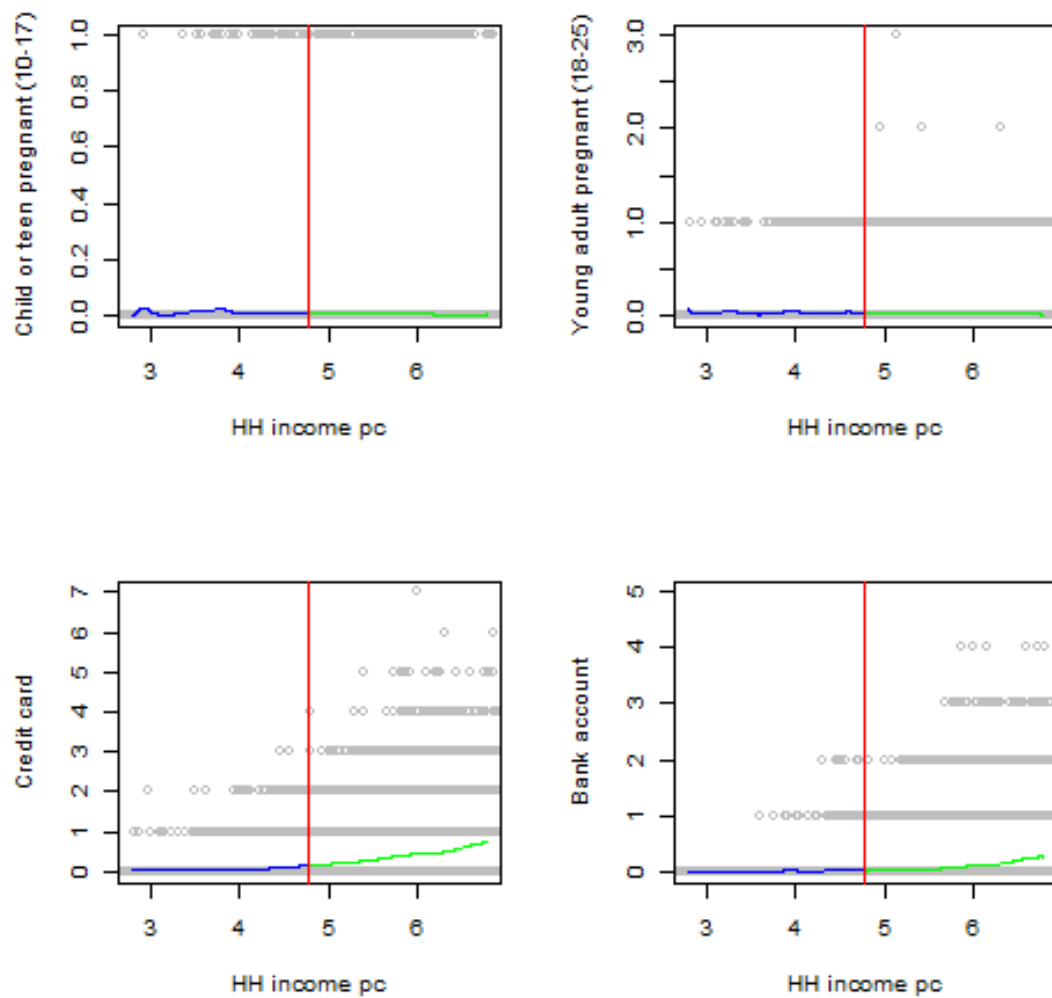 Child or teen pregnant (10-17)
0.0 0.2 0.4 0.6 0.8 1.0
3 4 5 6
HH income pc
Young adult pregnant (18-25)
0.0 1.0 2.0 3.0
3 4 5 6
HH income pc
Credit card
0 1 2 3 4 5 6 7
3 4 5 6
HH income pc
Bank account
0 1 2 3 4 5
3 4 5 6
HH income pc